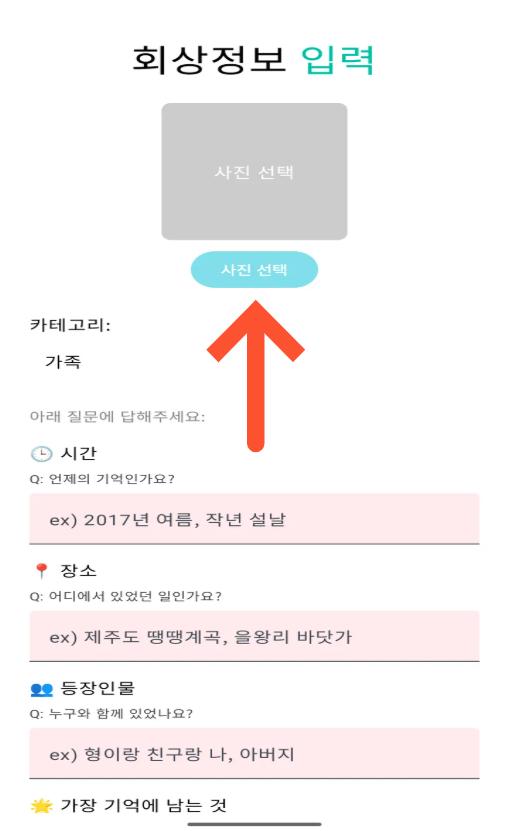 회상정보 입력
사진 선택
사진 선택
카테고리:
가족
아래 질문에 답해주세요:
🕒 시간
Q: 언제의 기억인가요?
ex) 2017년 여름, 작년 설날
📍 장소
Q: 어디에서 있었던 일인가요?
ex) 제주도 땡땡계곡, 을왕리 바닷가
👥 등장인물
Q: 누구와 함께 있었나요?
ex) 형이랑 친구랑 나, 아버지
🌟 가장 기억에 남는 것